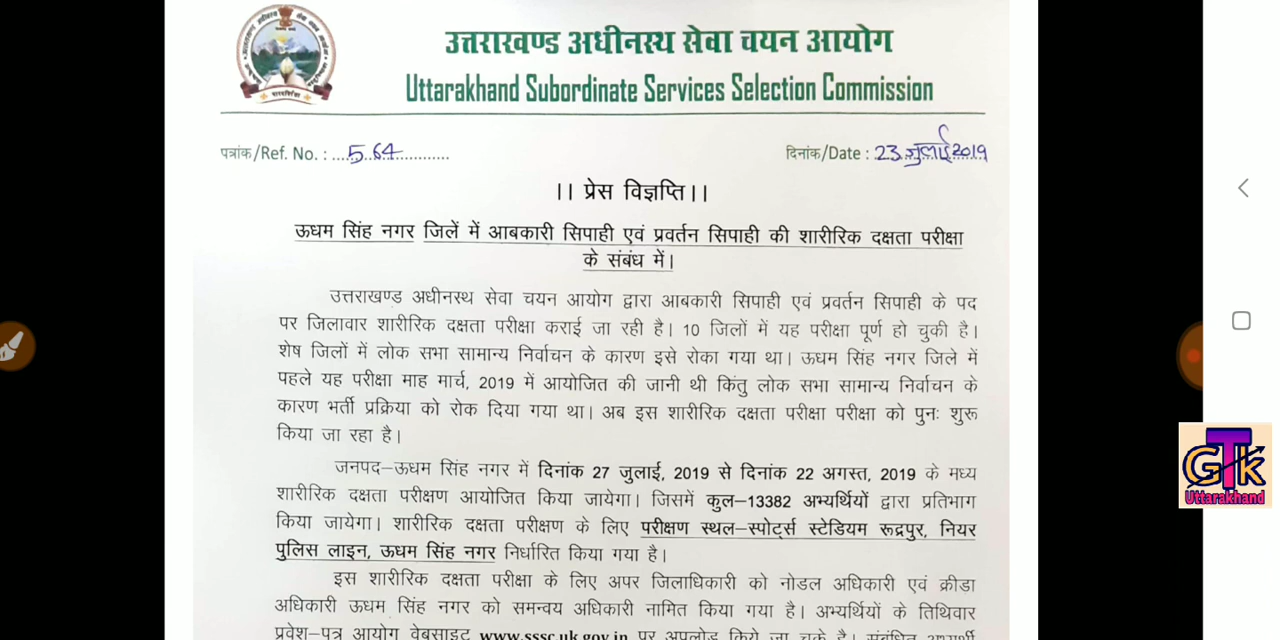 उत्तराखण्ड अधीनस्थ सेवा चयन आयोग
Uttarakhand Subordinate Services Selection Commission
पत्रांक/Ref. No. : ....564............
दिनांक/Date : 23 जुलाई 2019
।। प्रेस विज्ञप्ति।।
ऊधम सिंह नगर जिलें में आबकारी सिपाही एवं प्रवर्तन सिपाही की शारीरिक दक्षता परीक्षा
के संबंध में।
उत्तराखण्ड अधीनस्थ सेवा चयन आयोग द्वारा आबकारी सिपाही एवं प्रवर्तन सिपाही के पद
पर जिलावार शारीरिक दक्षता परीक्षा कराई जा रही है। 10 जिलों में यह परीक्षा पूर्ण हो चुकी है।
शेष जिलों में लोक सभा सामान्य निर्वाचन के कारण इसे रोका गया था। ऊधम सिंह नगर जिले में
पहले यह परीक्षा माह मार्च, 2019 में आयोजित की जानी थी किंतु लोक सभा सामान्य निर्वाचन के
कारण भर्ती प्रक्रिया को रोक दिया गया था। अब इस शारीरिक दक्षता परीक्षा परीक्षा को पुनः शुरू
किया जा रहा है।
जनपद–ऊधम सिंह नगर में दिनांक 27 जुलाई, 2019 से दिनांक 22 अगस्त, 2019 के मध्य
शारीरिक दक्षता परीक्षण आयोजित किया जायेगा। जिसमें कुल–13382 अभ्यर्थियों द्वारा प्रतिभाग
किया जायेगा। शारीरिक दक्षता परीक्षण के लिए परीक्षण स्थल–स्पोर्ट्स स्टेडियम रूद्रपुर, नियर
पुलिस लाइन, ऊधम सिंह नगर निर्धारित किया गया है।
इस शारीरिक दक्षता परीक्षा के लिए अपर जिलाधिकारी को नोडल अधिकारी एवं क्रीडा
अधिकारी ऊधम सिंह नगर को समन्वय अधिकारी नामित किया गया है। अभ्यर्थियों के तिथिवार
प्रवेश–पत्र आयोग वेबसाइट www.sssc.uk.gov.in पर अपलोड किये जा चुके है। संबंधित अभ्यर्थी
GTK
Uttarakhand